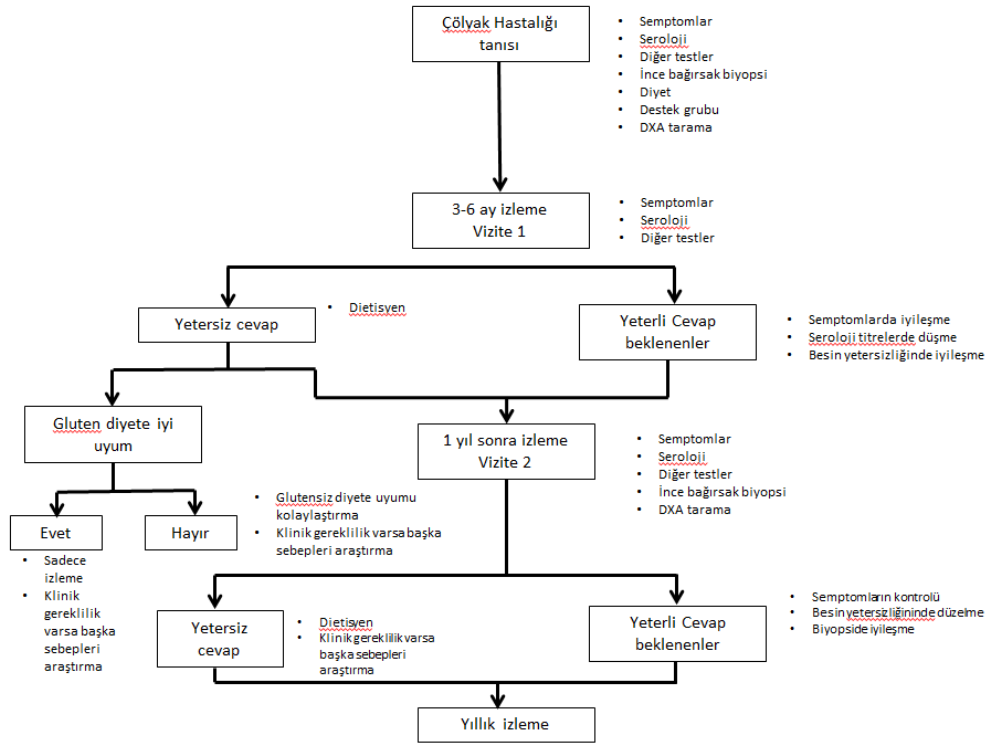 Çölyak Hastalığı
tanısı
• Semptomlar
• Seroloji
• Diğer testler
• İnce bağırsak biyopsi
• Diyet
• Destek grubu
• DXA tarama
3-6 ay izleme
Vizite 1
• Semptomlar
• Seroloji
• Diğer testler
Yetersiz cevap
• Dietisyen
Yeterli Cevap
beklenenler
• Semptomlarda iyileşme
• Seroloji titrelerde düşme
• Besin yetersizliğinde iyileşme
Gluten diyete iyi
uyum
1 yıl sonra izleme
Vizite 2
• Semptomlar
• Seroloji
• Diğer testler
• İnce bağırsak biyopsi
• DXA tarama
Evet
• Sadece
izleme
• Klinik
gereklilik
varsa başka
sebepleri
araştırma
Hayır
• Glutensiz diyete uyumu
kolaylaştırma
• Klinik gereklilik varsa başka
sebepleri araştırma
Yetersiz
cevap
• Dietisyen
• Klinik gereklilik varsa
başka sebepleri
araştırma
Yeterli Cevap
beklenenler
• Semptomların kontrolü
• Besin yetersizliğininde düzelme
• Biyopside iyileşme
Yıllık izleme